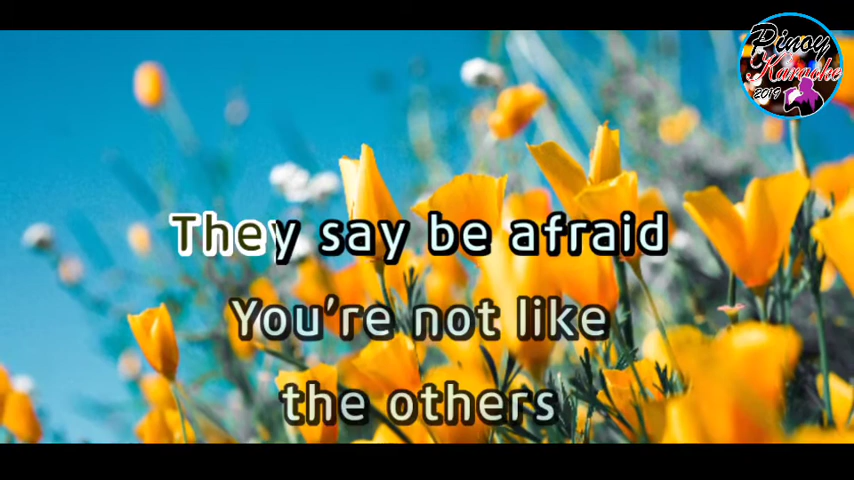 Pinoy
Karaoke
2019
They say be afraid
You're not like
the others